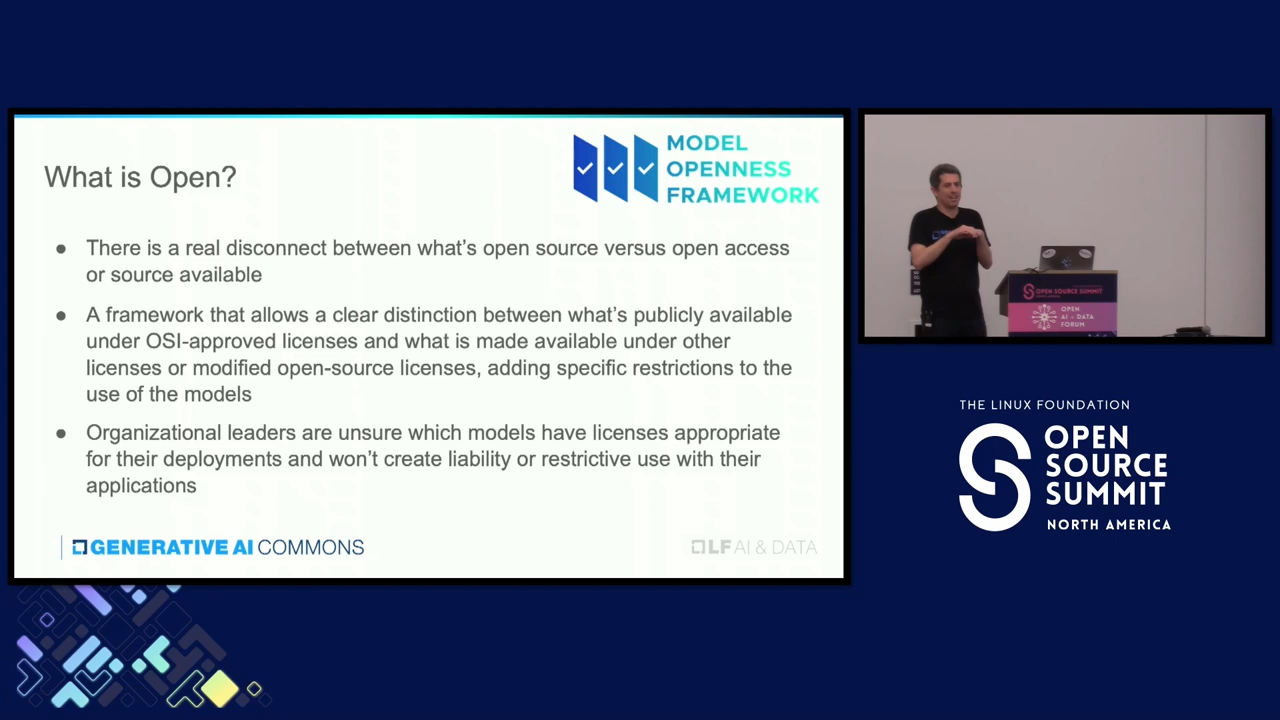 What is Open?
MODEL
OPENNESS
FRAMEWORK
● There is a real disconnect between what's open source versus open access
or source available
● A framework that allows a clear distinction between what's publicly available
under OSI-approved licenses and what is made available under other
licenses or modified open-source licenses, adding specific restrictions to the
use of the models
● Organizational leaders are unsure which models have licenses appropriate
for their deployments and won't create liability or restrictive use with their
applications
GENERATIVE AI COMMONS
LF AI & DATA
OPEN SOURCE SUMMIT
OPEN
AI + DATA
FORUM
THE LINUX FOUNDATION
OPEN
SOURCE
SUMMIT
NORTH AMERICA